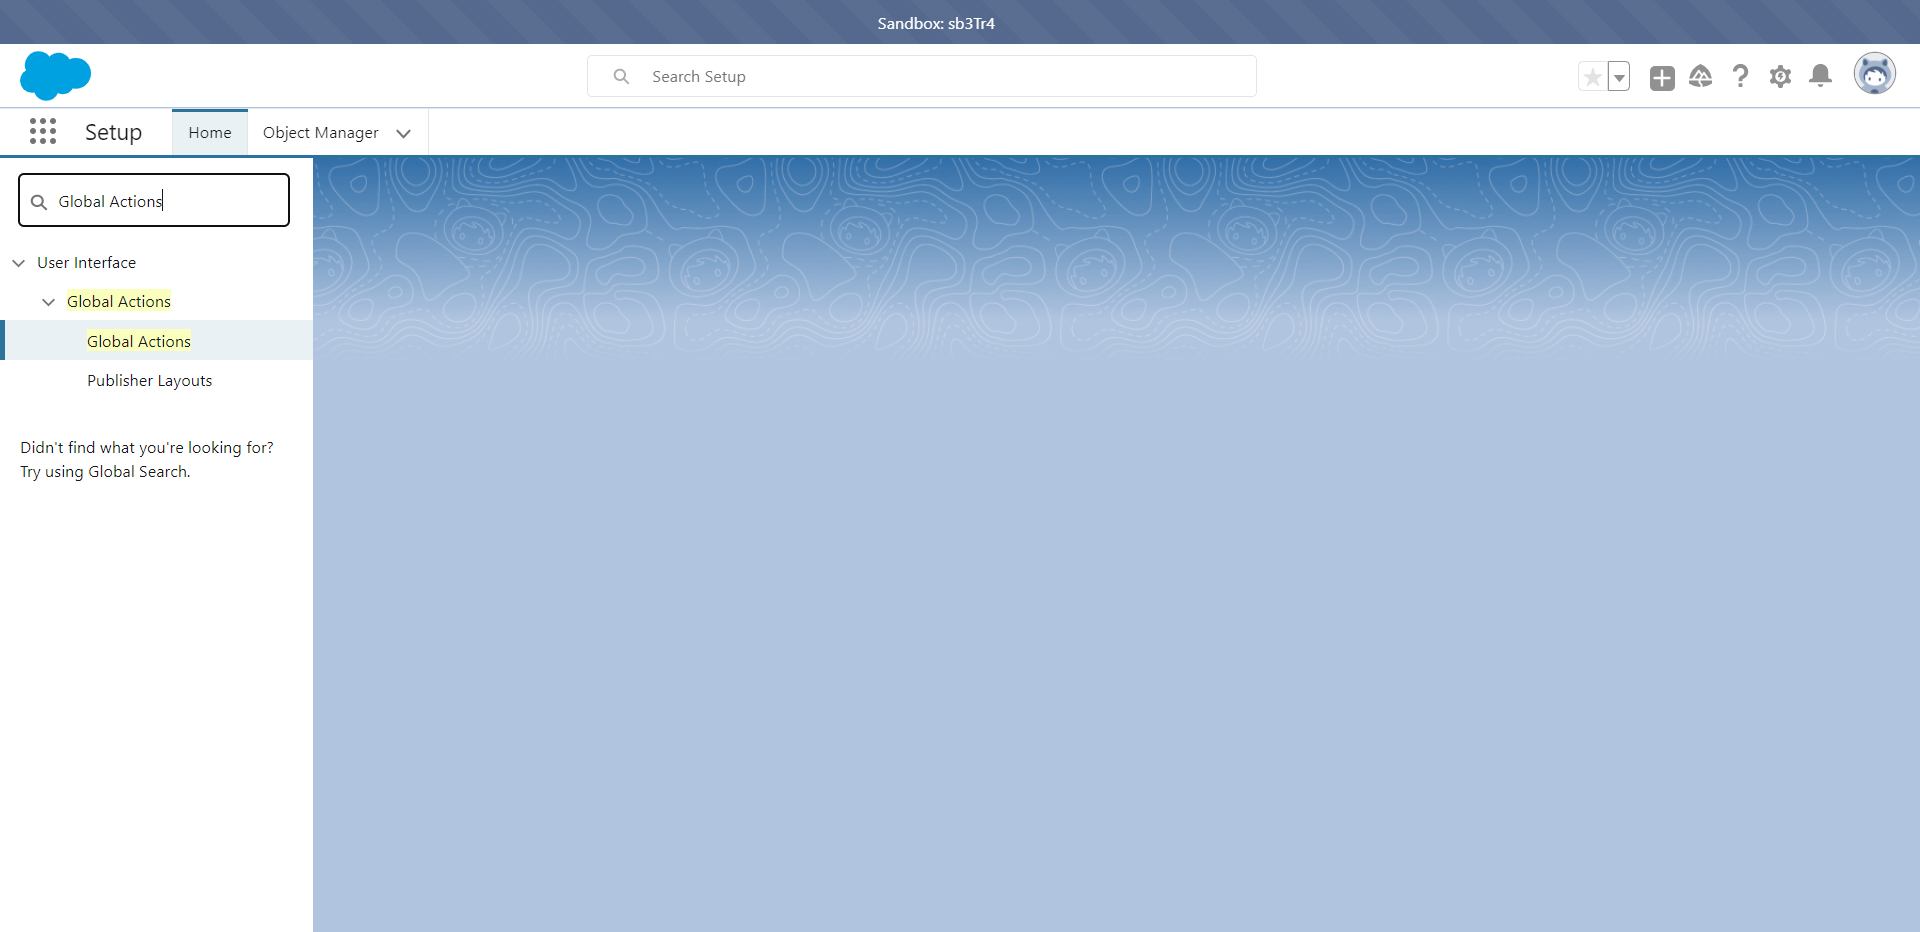 Sandbox: sb3Tr4
Search Setup
Setup
Home
Object Manager
Global Actions
User Interface
Global Actions
Global Actions
Publisher Layouts
Didn't find what you're looking for?
Try using Global Search.